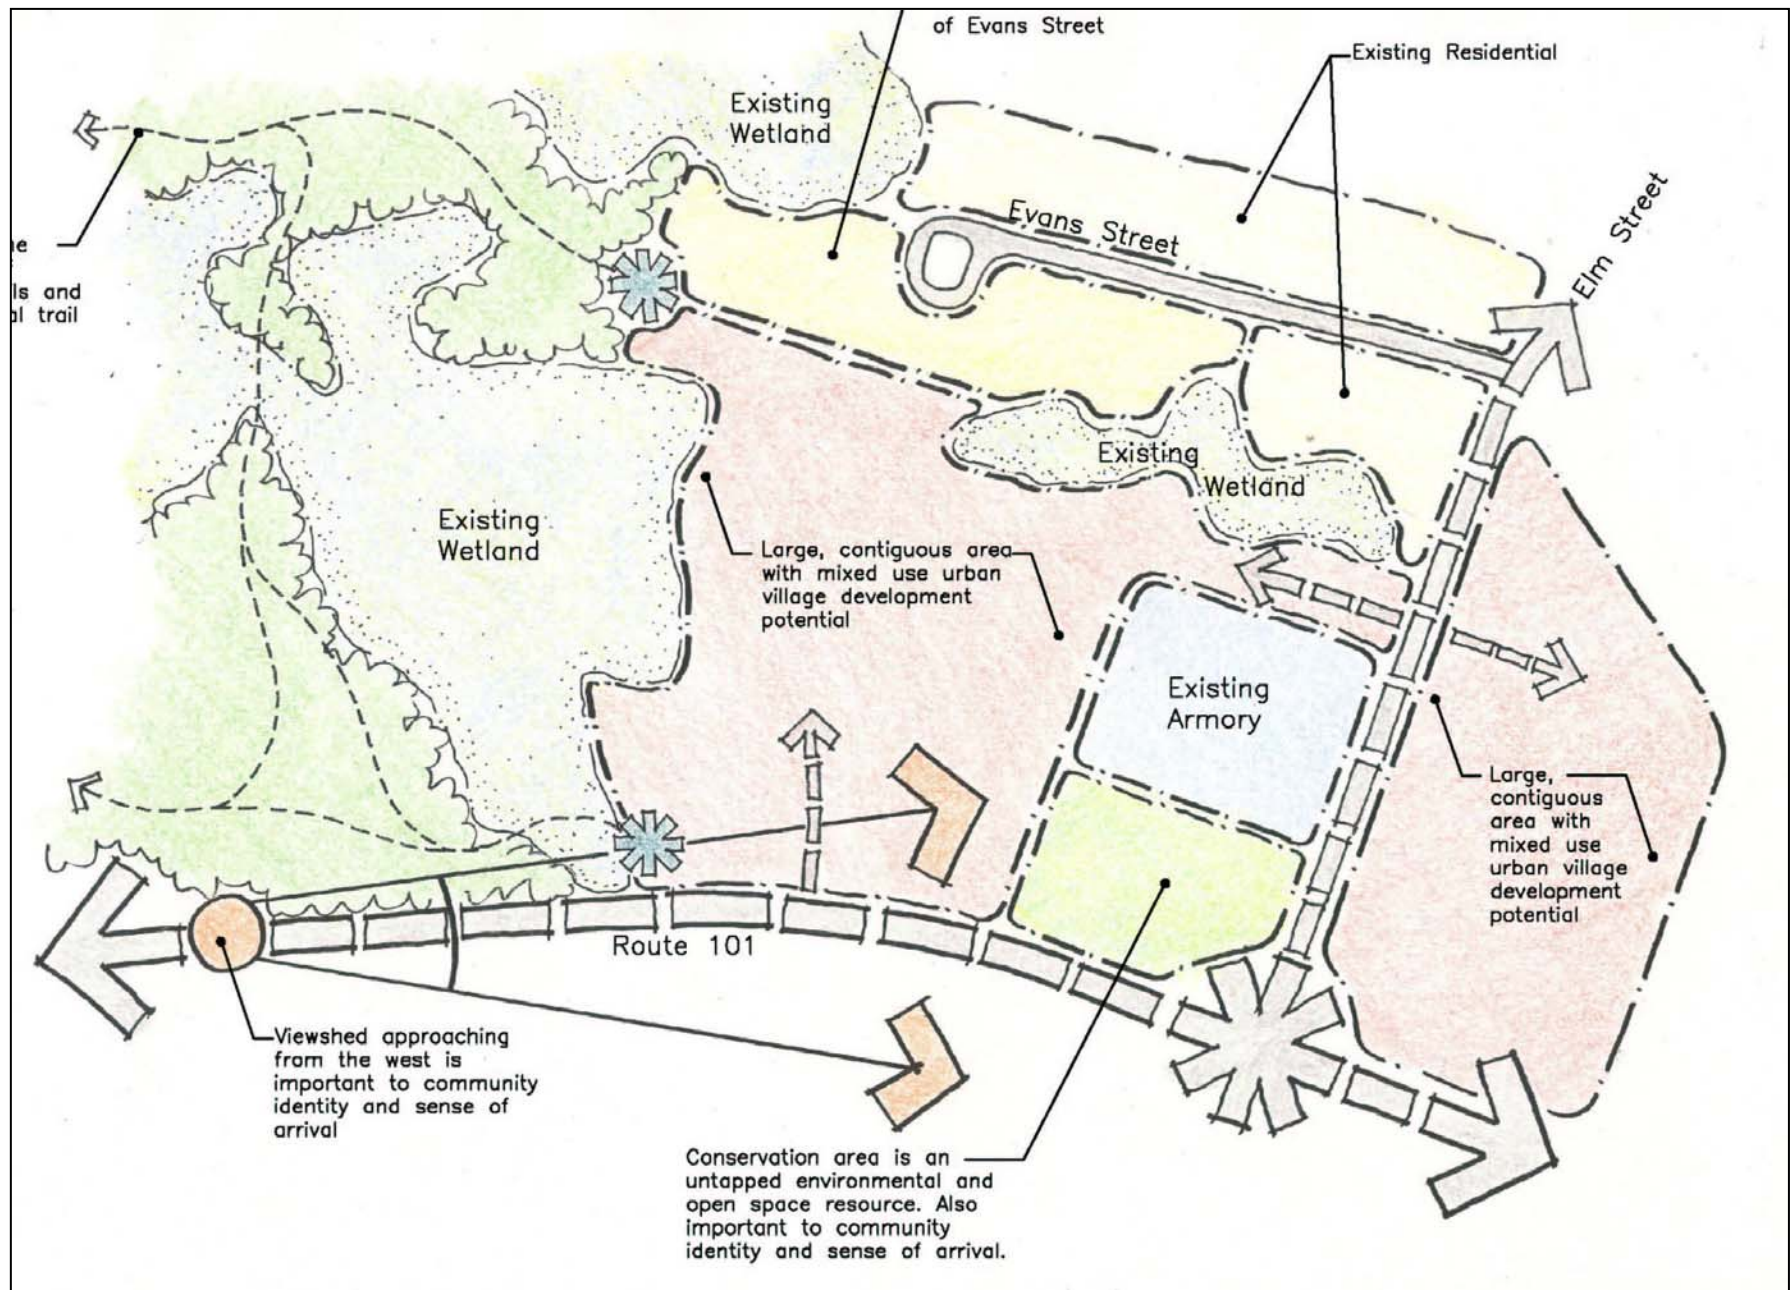 of Evans Street
Existing Residential
Existing
Wetland
Evans Street
Elm Street
ls and
al trail
Existing
Wetland
Existing
Wetland
Large, contiguous area
with mixed use urban
village development
potential
Existing
Armory
Large,
contiguous
area with
mixed use
urban village
development
potential
Route 101
Viewshed approaching
from the west is
important to community
identity and sense of
arrival
Conservation area is an
untapped environmental and
open space resource. Also
important to community
identity and sense of arrival.